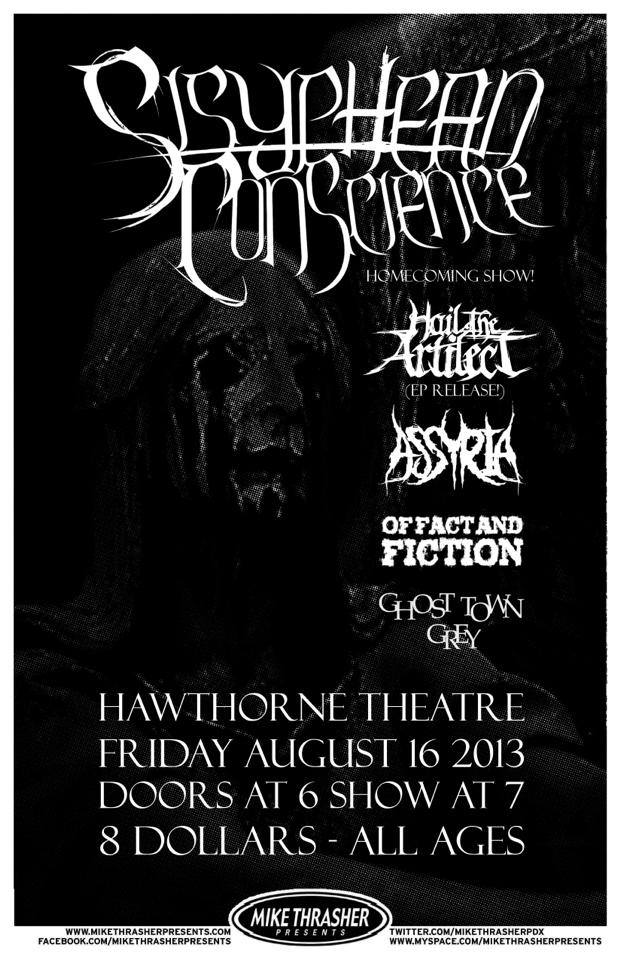 SISYPHEAN
CONSCIENCE
HOMECOMING SHOW!
Hail the
Artilect
(EP RELEASE!)
ASSYRIA
OF FACT AND
FICTION
GHOST TOWN
GREY
HAWTHORNE THEATRE
FRIDAY AUGUST 16 2013
DOORS AT 6 SHOW AT 7
8 DOLLARS - ALL AGES
MIKE THRASHER
PRESENTS
WWW.MIKETHRASHERPRESENTS.COM
FACEBOOK.COM/MIKETHRASHERPRESENTS
TWITTER.COM/MIKETHRASHERPDX
WWW.MYSPACE.COM/MIKETHRASHERPRESENTS